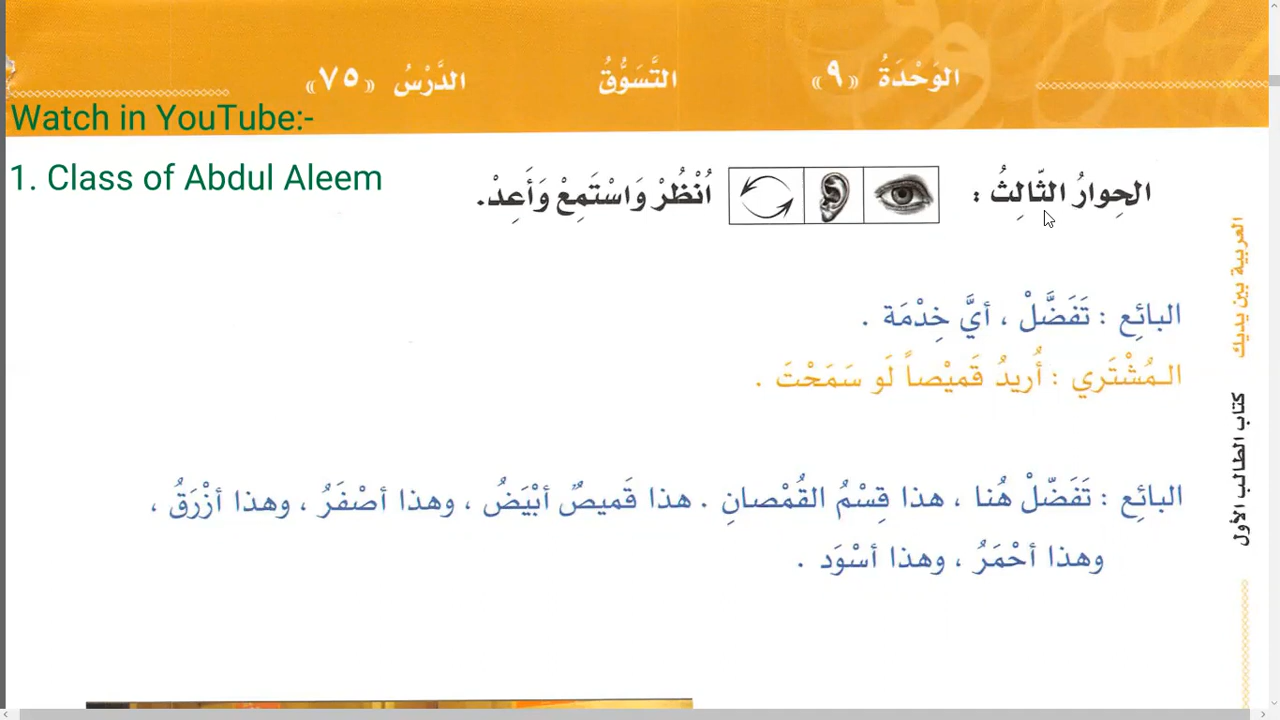 الوَحْدَةُ «٩» التَّسَوُّقُ الدَّرْسُ «٧٥»
Watch in YouTube:-
1. Class of Abdul Aleem
الحِوارُ الثّالِثُ : اُنْظُرْ وَاسْتَمِعْ وَأَعِدْ.
البائِع : تَفَضَّلْ ، أيَّ خِدْمَة .
الـمُشْتَري : أُريدُ قَميْصاً لَو سَمَحْتَ .
البائِع : تَفَضّلْ هُنا ، هذا قِسْمُ القُمْصانِ . هذا قَميصٌ أبْيَضُ ، وهذا أصْفَرُ ، وهذا أزْرَقُ ،
وهذا أحْمَرُ ، وهذا أسْوَد .
العربية بين يديك
كتاب الطالب الأول